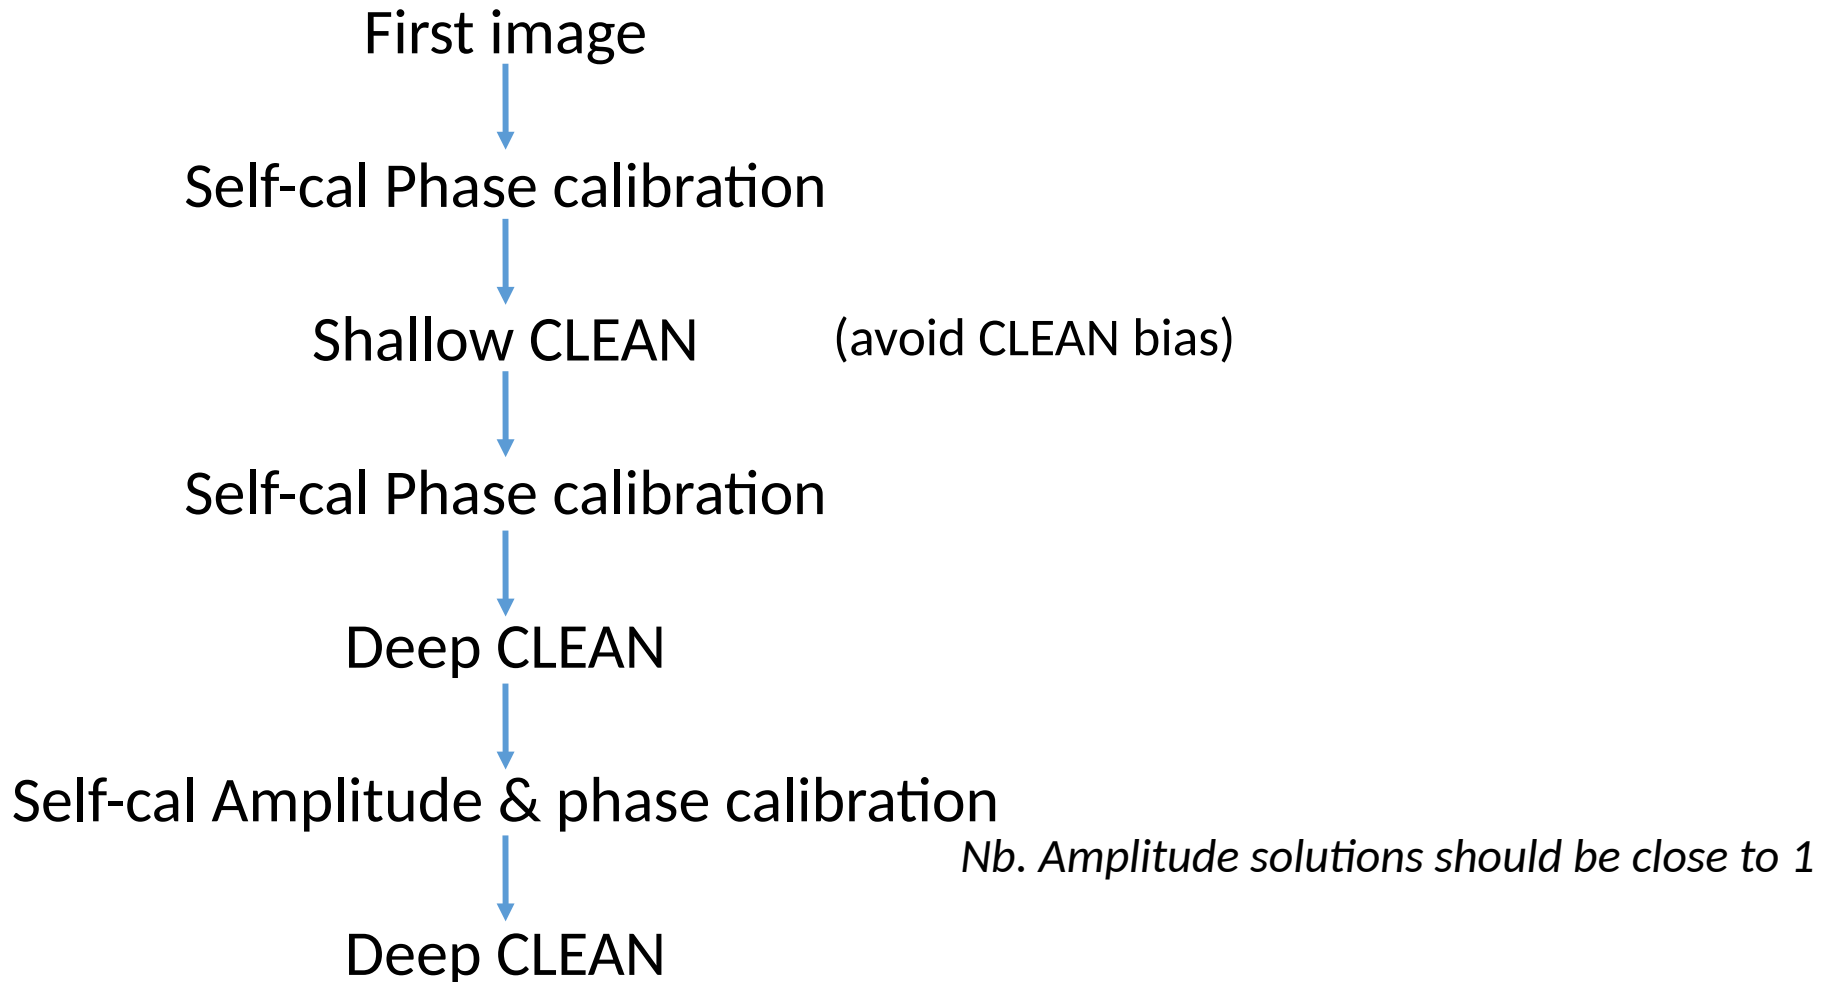 First image
Self-cal Phase calibration
Shallow CLEAN (avoid CLEAN bias)
Self-cal Phase calibration
Deep CLEAN
Self-cal Amplitude & phase calibration
Nb. Amplitude solutions should be close to 1
Deep CLEAN